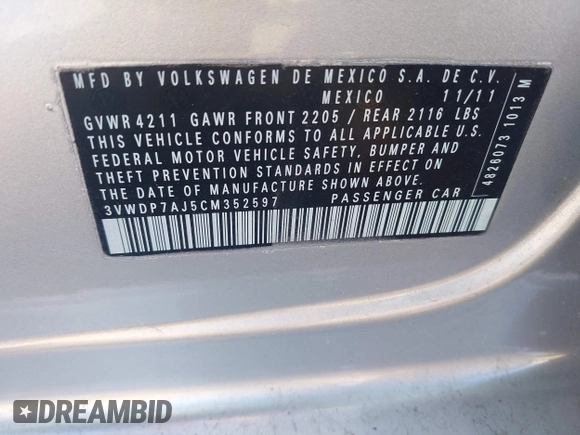 MFD BY VOLKSWAGEN DE MEXICO S.A. DE C.V.
MEXICO 11/11
GVWR 4211 GAWR FRONT 2205 / REAR 2116 LBS
THIS VEHICLE CONFORMS TO ALL APPLICABLE U.S.
FEDERAL MOTOR VEHICLE SAFETY, BUMPER AND
THEFT PREVENTION STANDARDS IN EFFECT ON
THE DATE OF MANUFACTURE SHOWN ABOVE.
3VWDP7AJ5CM352597 PASSENGER CAR
4826073 1013 M
DREAMBID